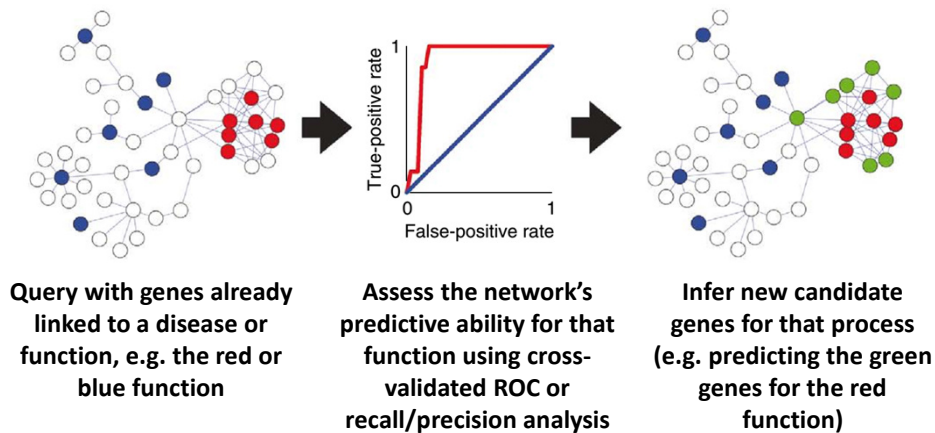 1
True-positive rate
0
0
1
False-positive rate
Query with genes already
linked to a disease or
function, e.g. the red or
blue function
Assess the network's
predictive ability for that
function using cross-
validated ROC or
recall/precision analysis
Infer new candidate
genes for that process
(e.g. predicting the green
genes for the red
function)